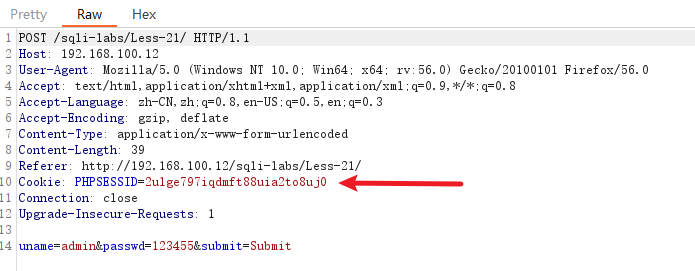 Pretty Raw Hex
1 POST /sqli-labs/Less-21/ HTTP/1.1
2 Host: 192.168.100.12
3 User-Agent: Mozilla/5.0 (Windows NT 10.0; Win64; x64; rv:56.0) Gecko/20100101 Firefox/56.0
4 Accept: text/html,application/xhtml+xml,application/xml;q=0.9,*/*;q=0.8
5 Accept-Language: zh-CN,zh;q=0.8,en-US;q=0.5,en;q=0.3
6 Accept-Encoding: gzip, deflate
7 Content-Type: application/x-www-form-urlencoded
8 Content-Length: 39
9 Referer: http://192.168.100.12/sqli-labs/Less-21/
10 Cookie: PHPSESSID=2ulge797iqdmft88uia2to8uj0
11 Connection: close
12 Upgrade-Insecure-Requests: 1
13
14 uname=admin&passwd=123455&submit=Submit